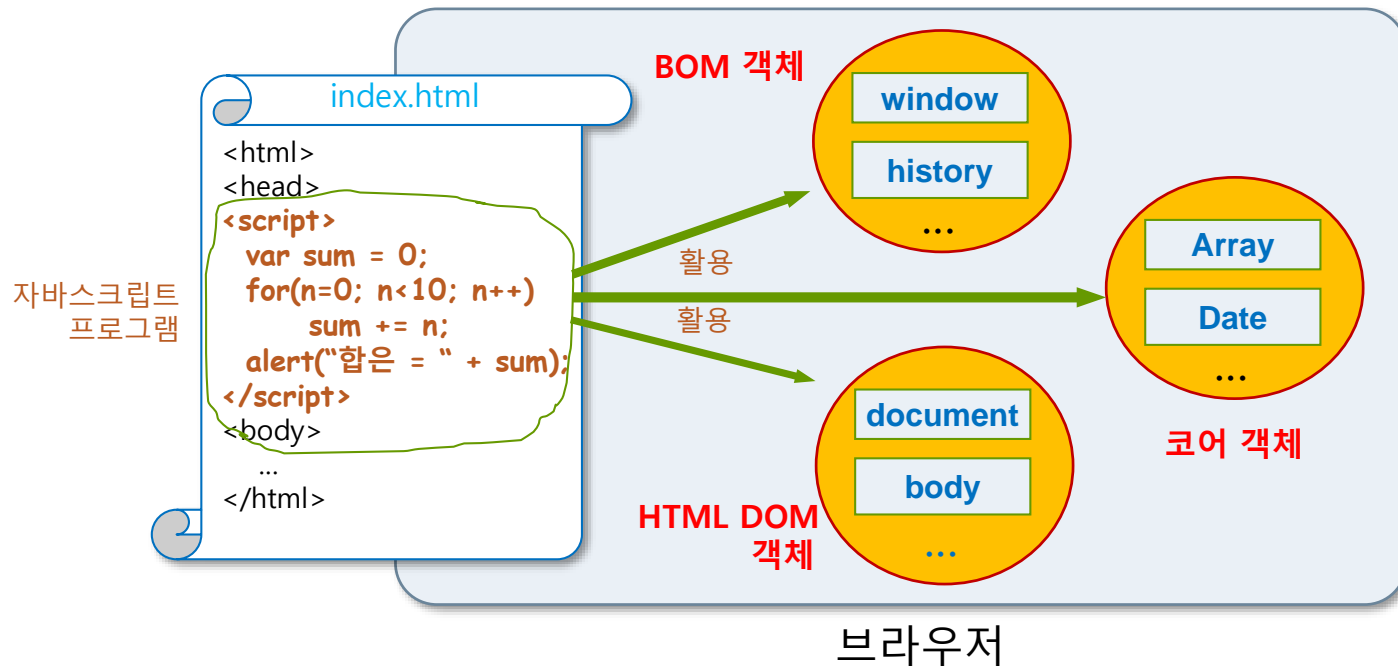 index.html
<html>
<head>
<script>
var sum = 0;
for(n=0; n<10; n++)
sum += n;
alert(“합은 = “ + sum);
</script>
<body>
...
</html>
자바스크립트
프로그램
활용
활용
BOM 객체
window
history
...
Array
Date
...
코어 객체
document
body
...
HTML DOM
객체
브라우저